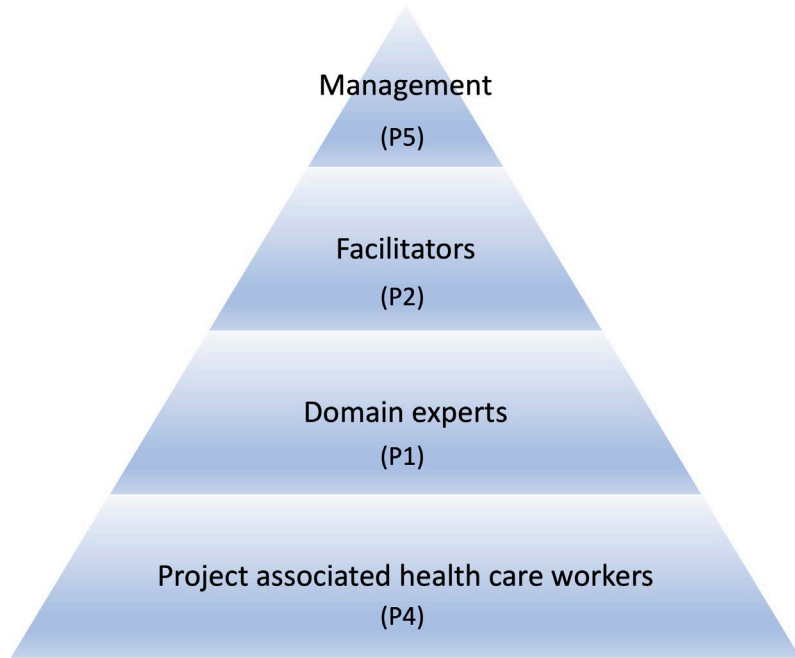 Management
(P5)
Facilitators
(P2)
Domain experts
(P1)
Project associated health care workers
(P4)